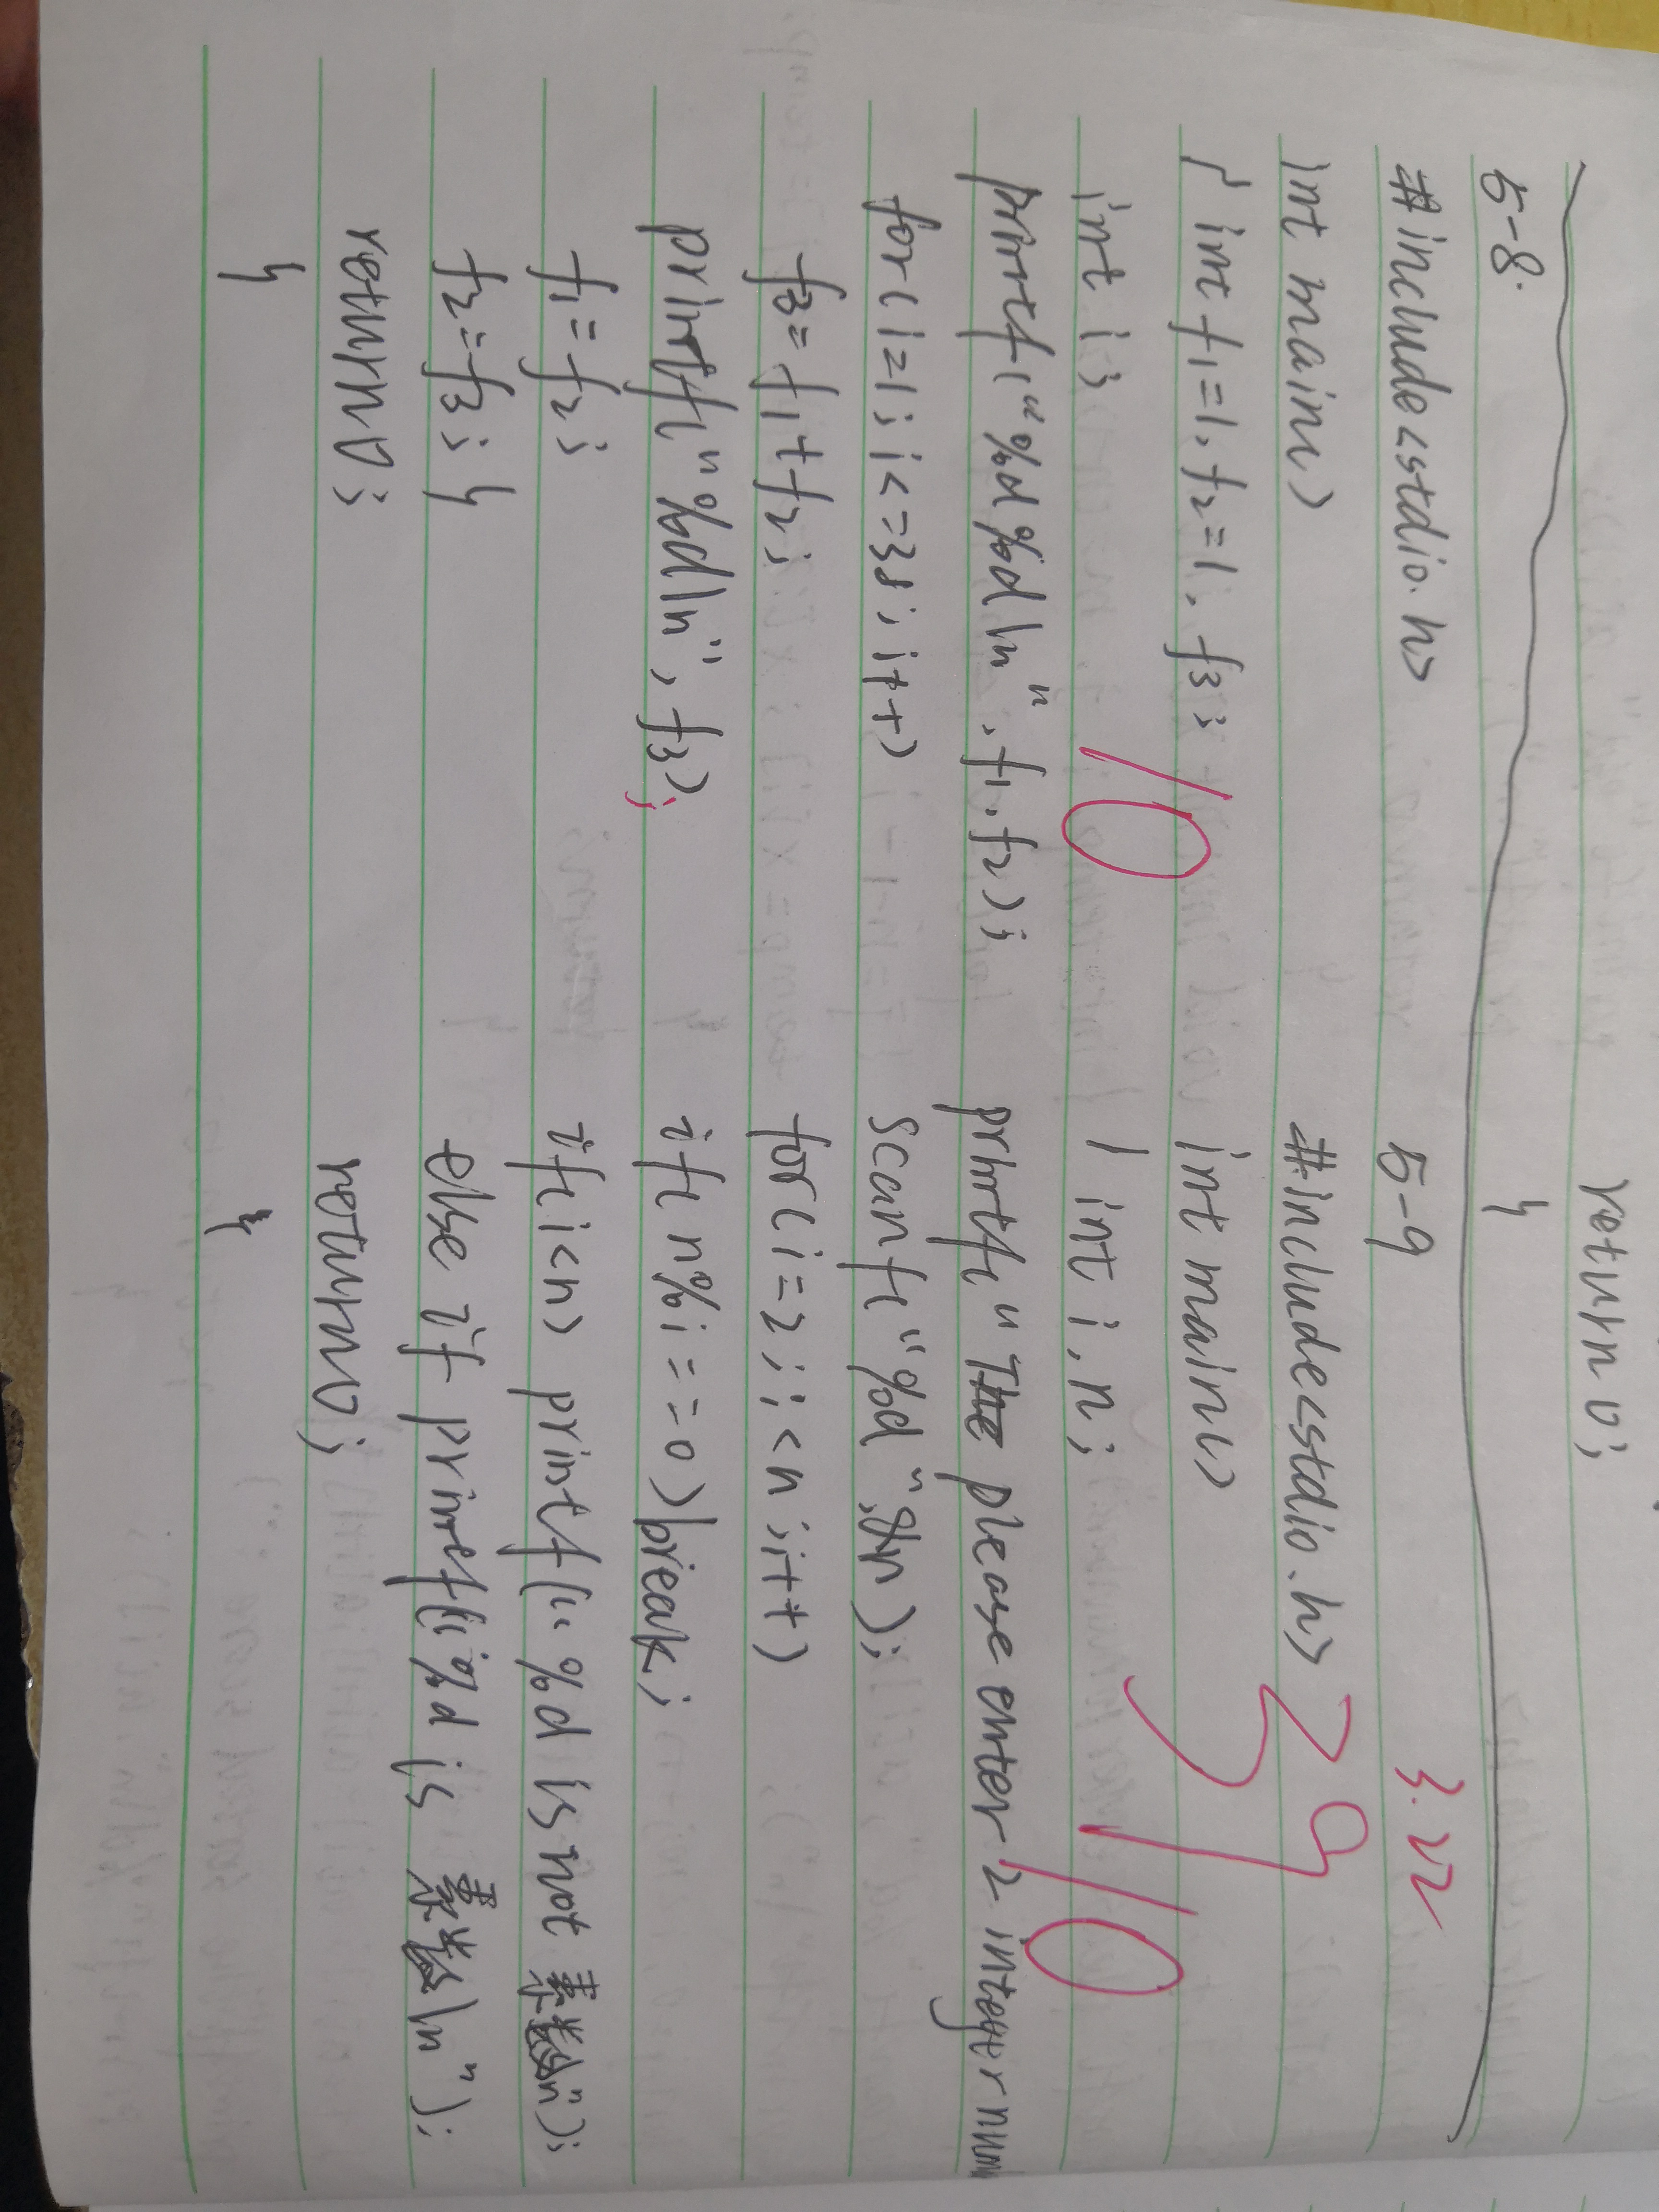 return 0;
}
5-8.
#include<stdio.h>
int main()
{ int f1=1, f2=1, f3;
int i;
printf("%d%d\n", f1, f2);
for(i=1; i<=38; i++)
f3=f1+f2;
printf("%d\n", f3);
f1=f2;
f2=f3; }
return 0;
}
10
5-9
3.22
#include<stdio.h>
int main()
{ int i, n;
printf(" please enter 2 integer num
scanf("%d", &n);
for(i=2; i<n; i++)
if(n%i==0)break;
if(i<n) printf("%d is not 素数\n");
else if printf("%d is 素数\n");
return 0;
}
10